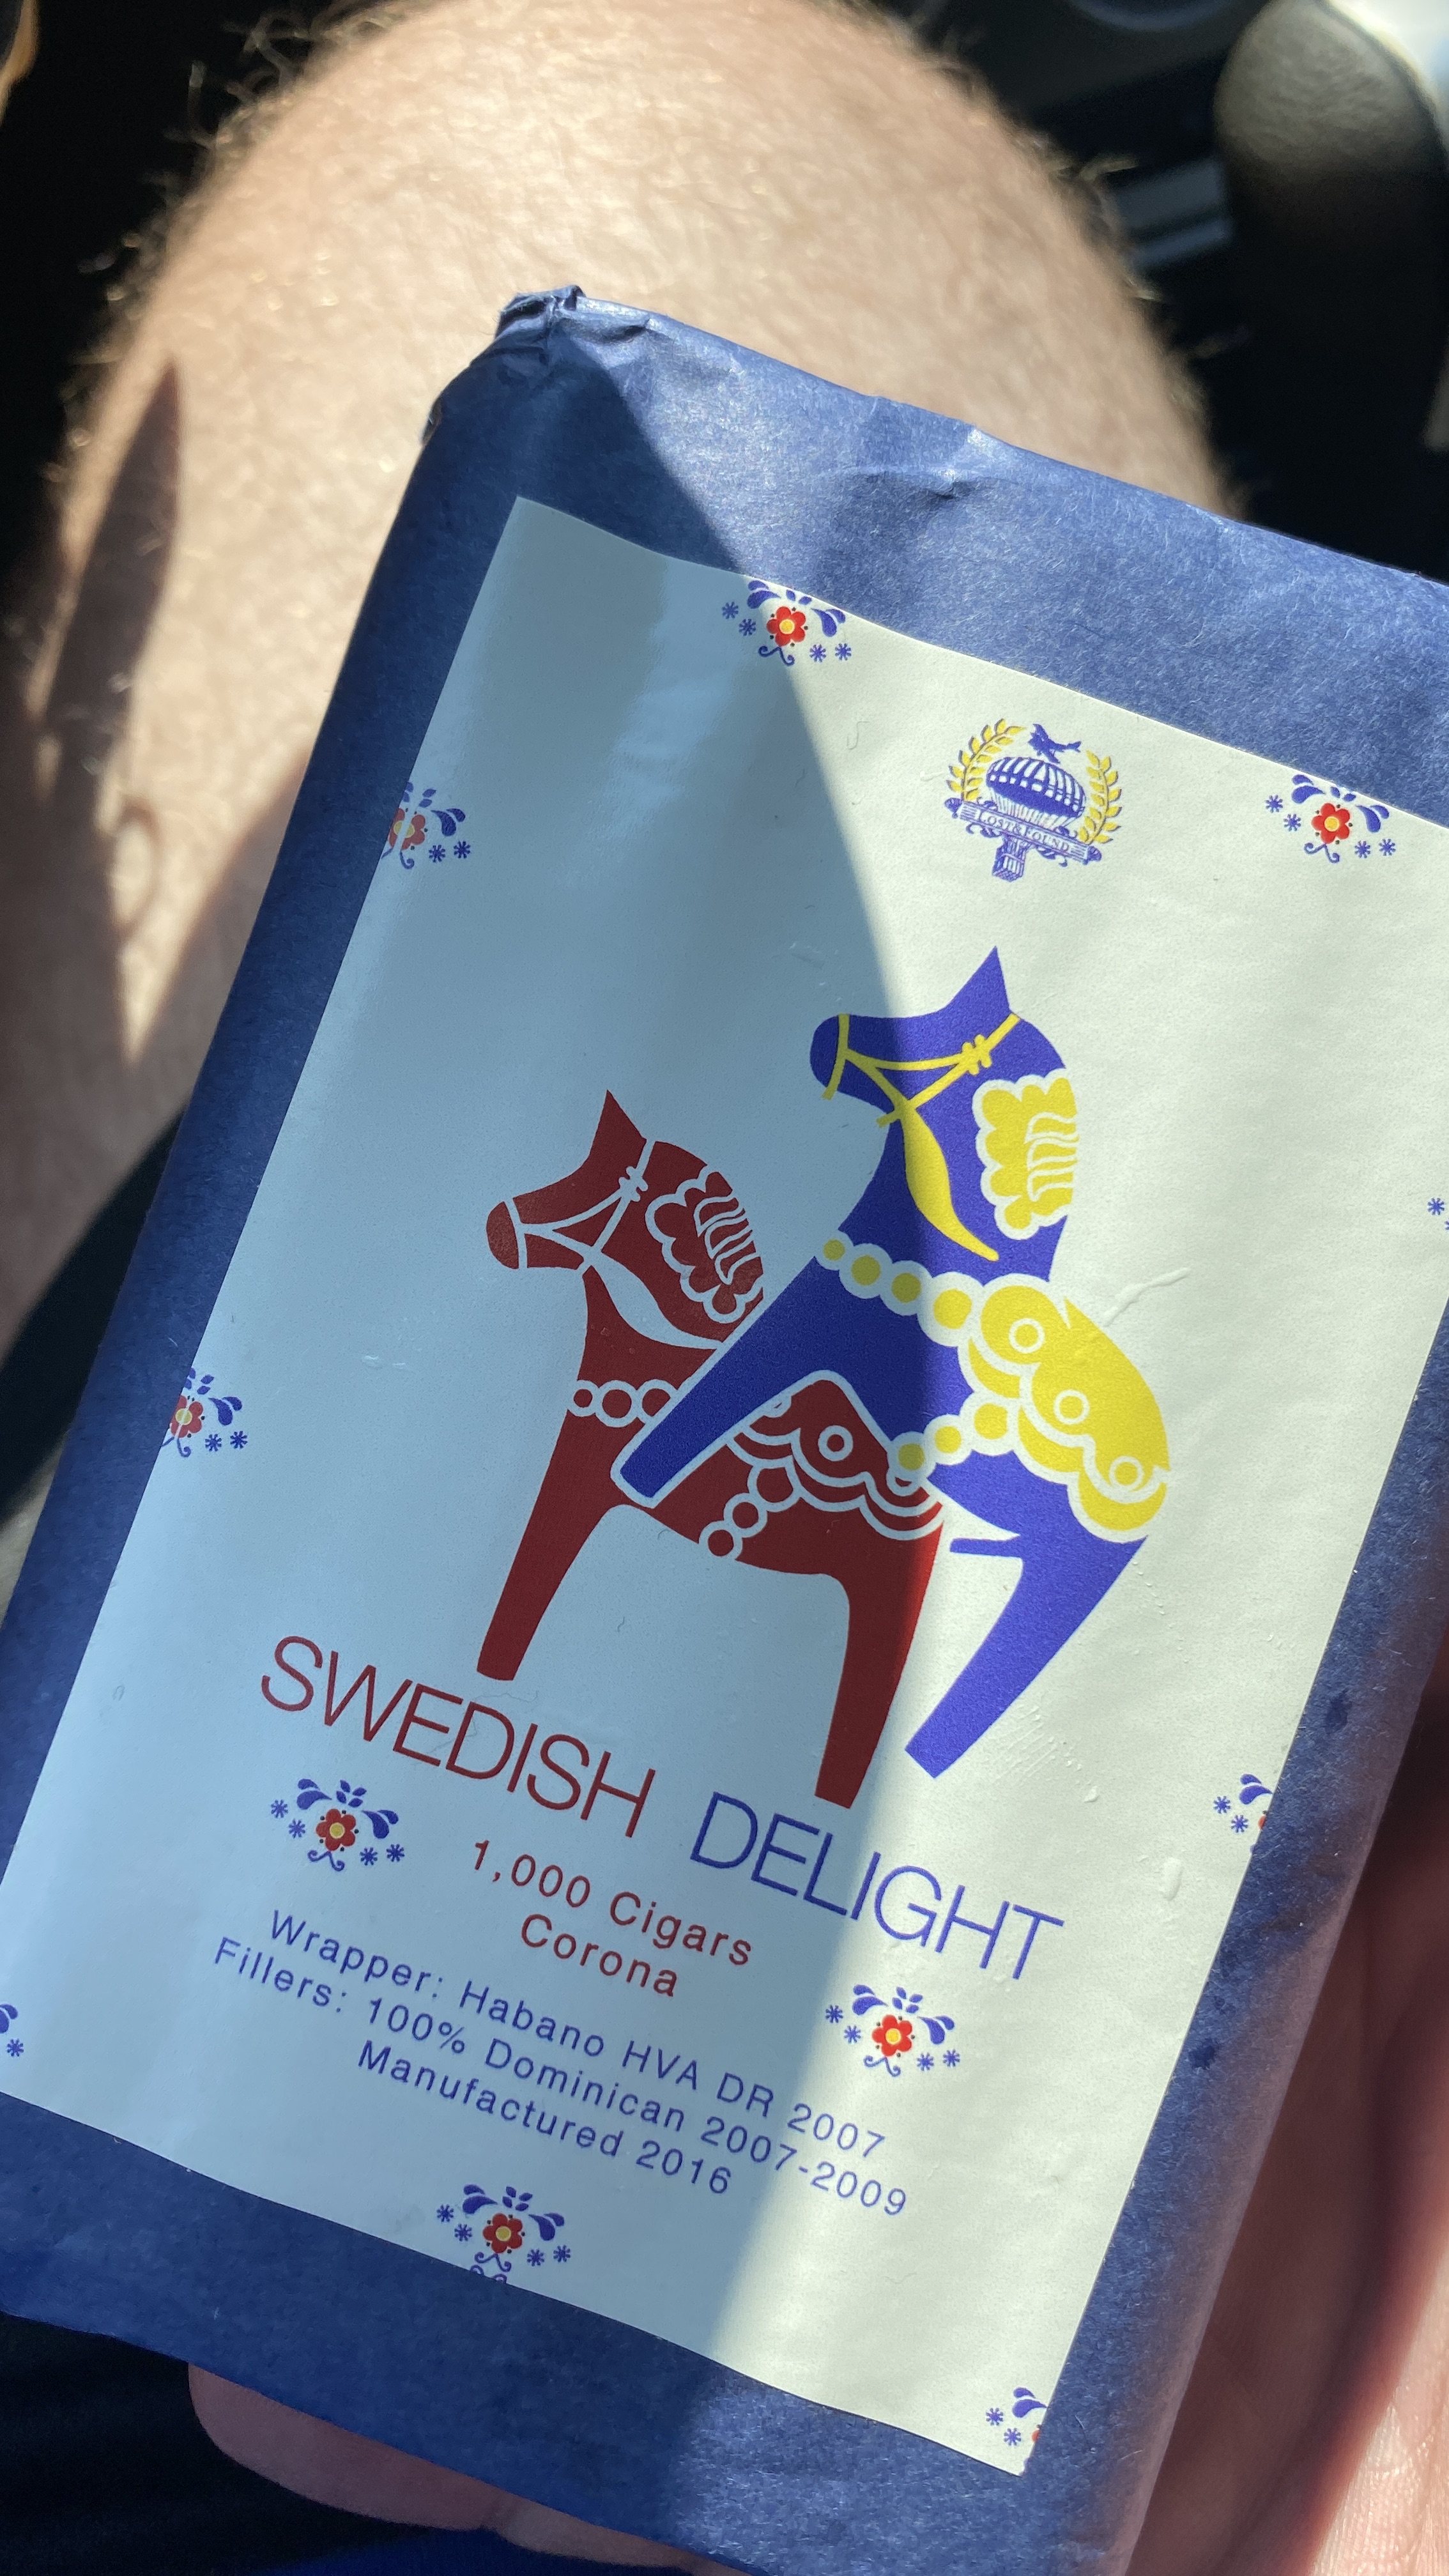 LOST&FOUND
SWEDISH DELIGHT
1,000 Cigars
Corona
Wrapper: Habano HVA DR 2007
Fillers: 100% Dominican 2007-2009
Manufactured 2016